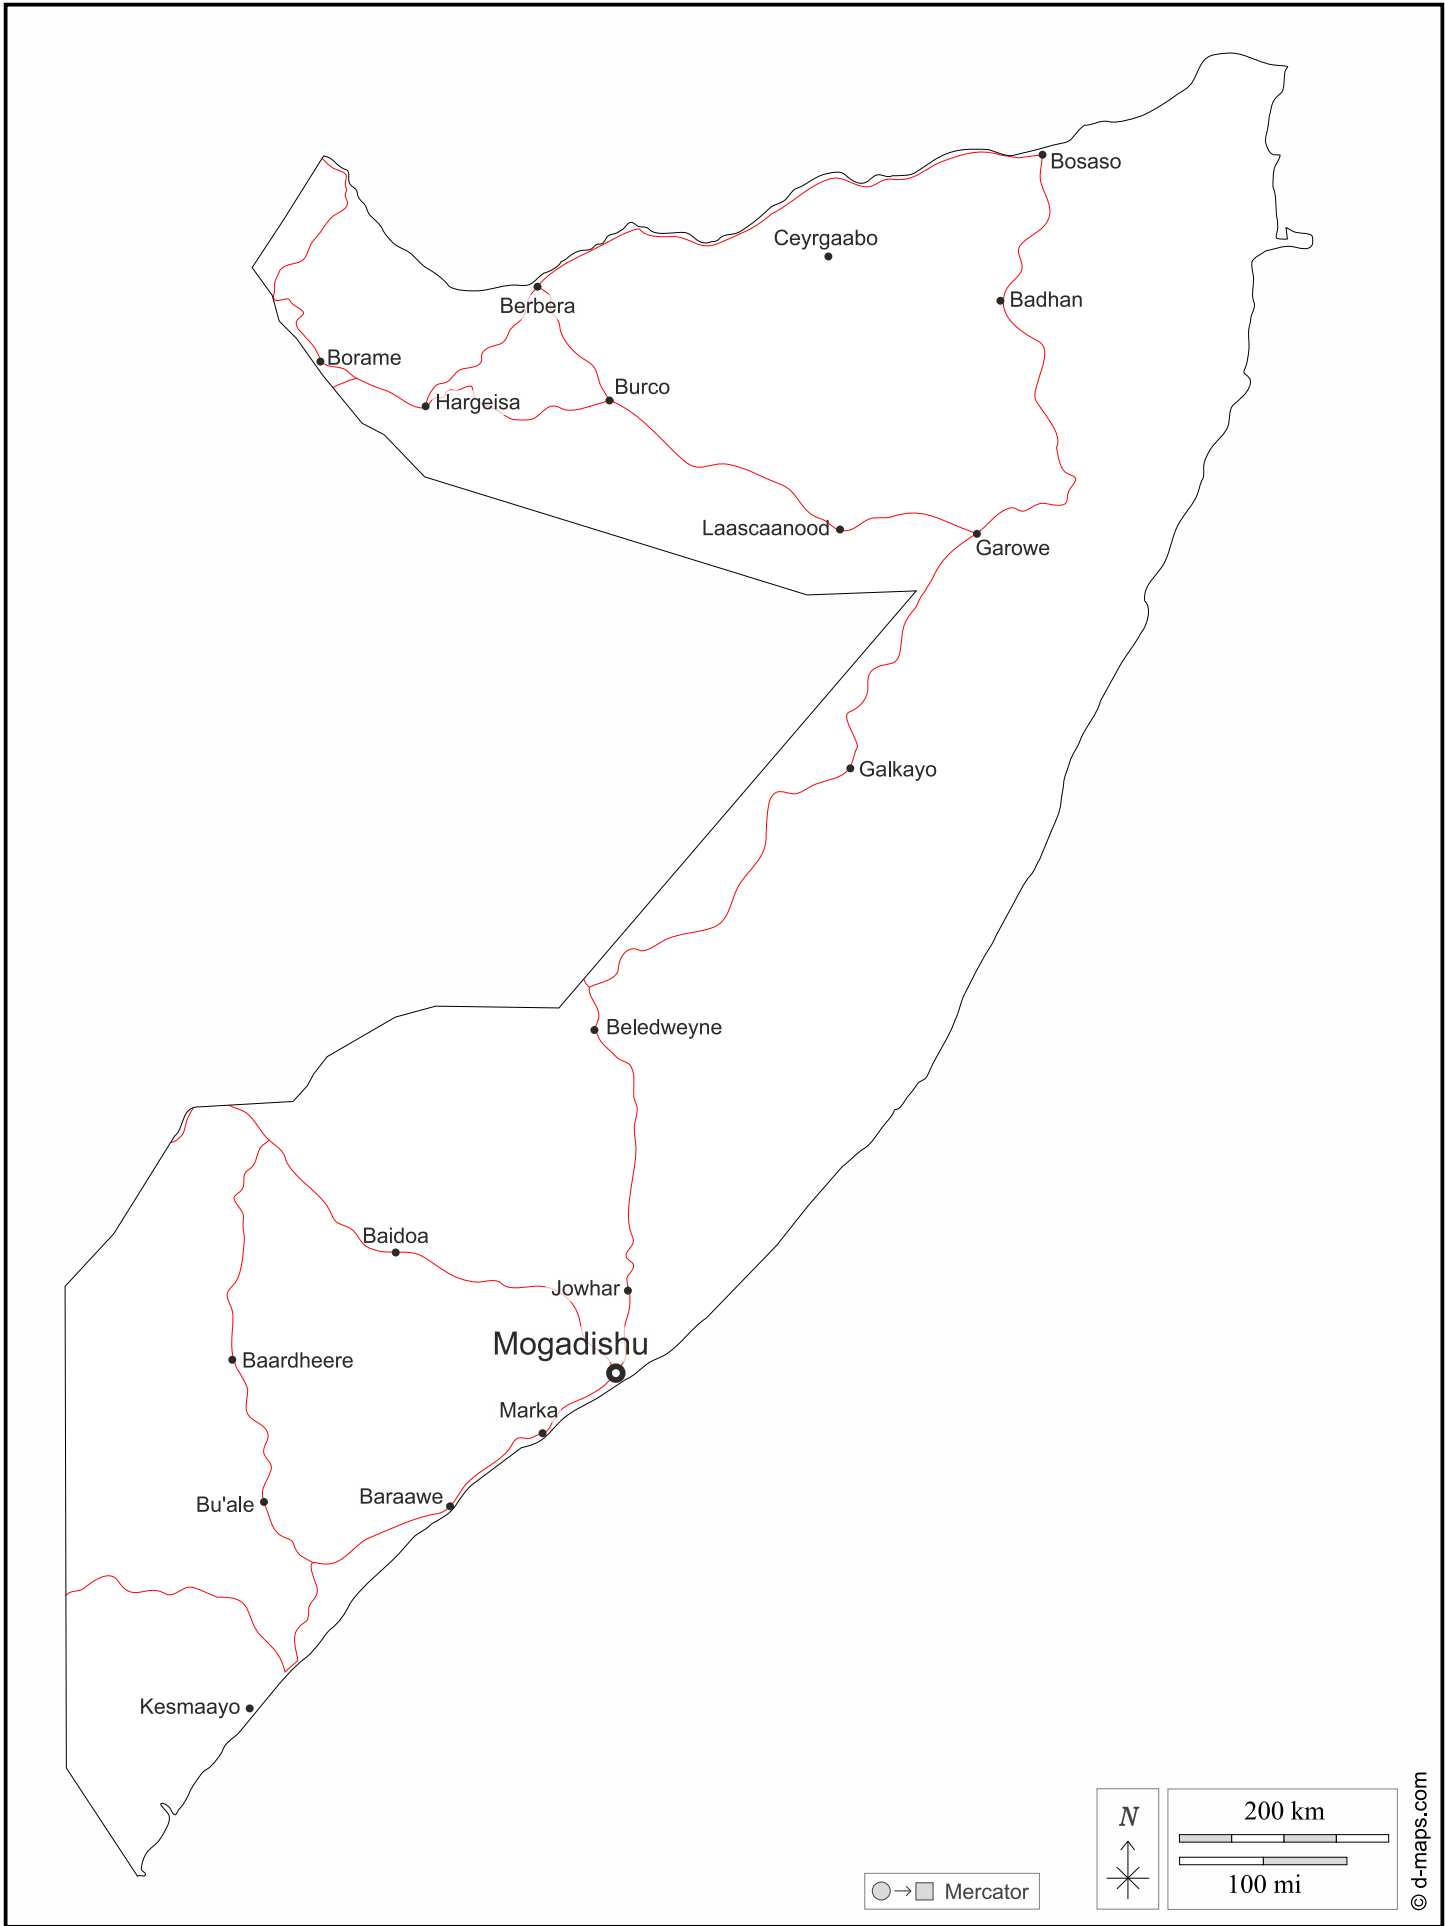 Bosaso
Ceyrgaabo
Badhan
Berbera
Borame
Burco
Hargeisa
Laascaanood
Garowe
Galkayo
Beledweyne
Baidoa
Jowhar
Mogadishu
Baardheere
Marka
Baraawe
Bu'ale
Kesmaayo
N
200 km
100 mi
Mercator
© d-maps.com